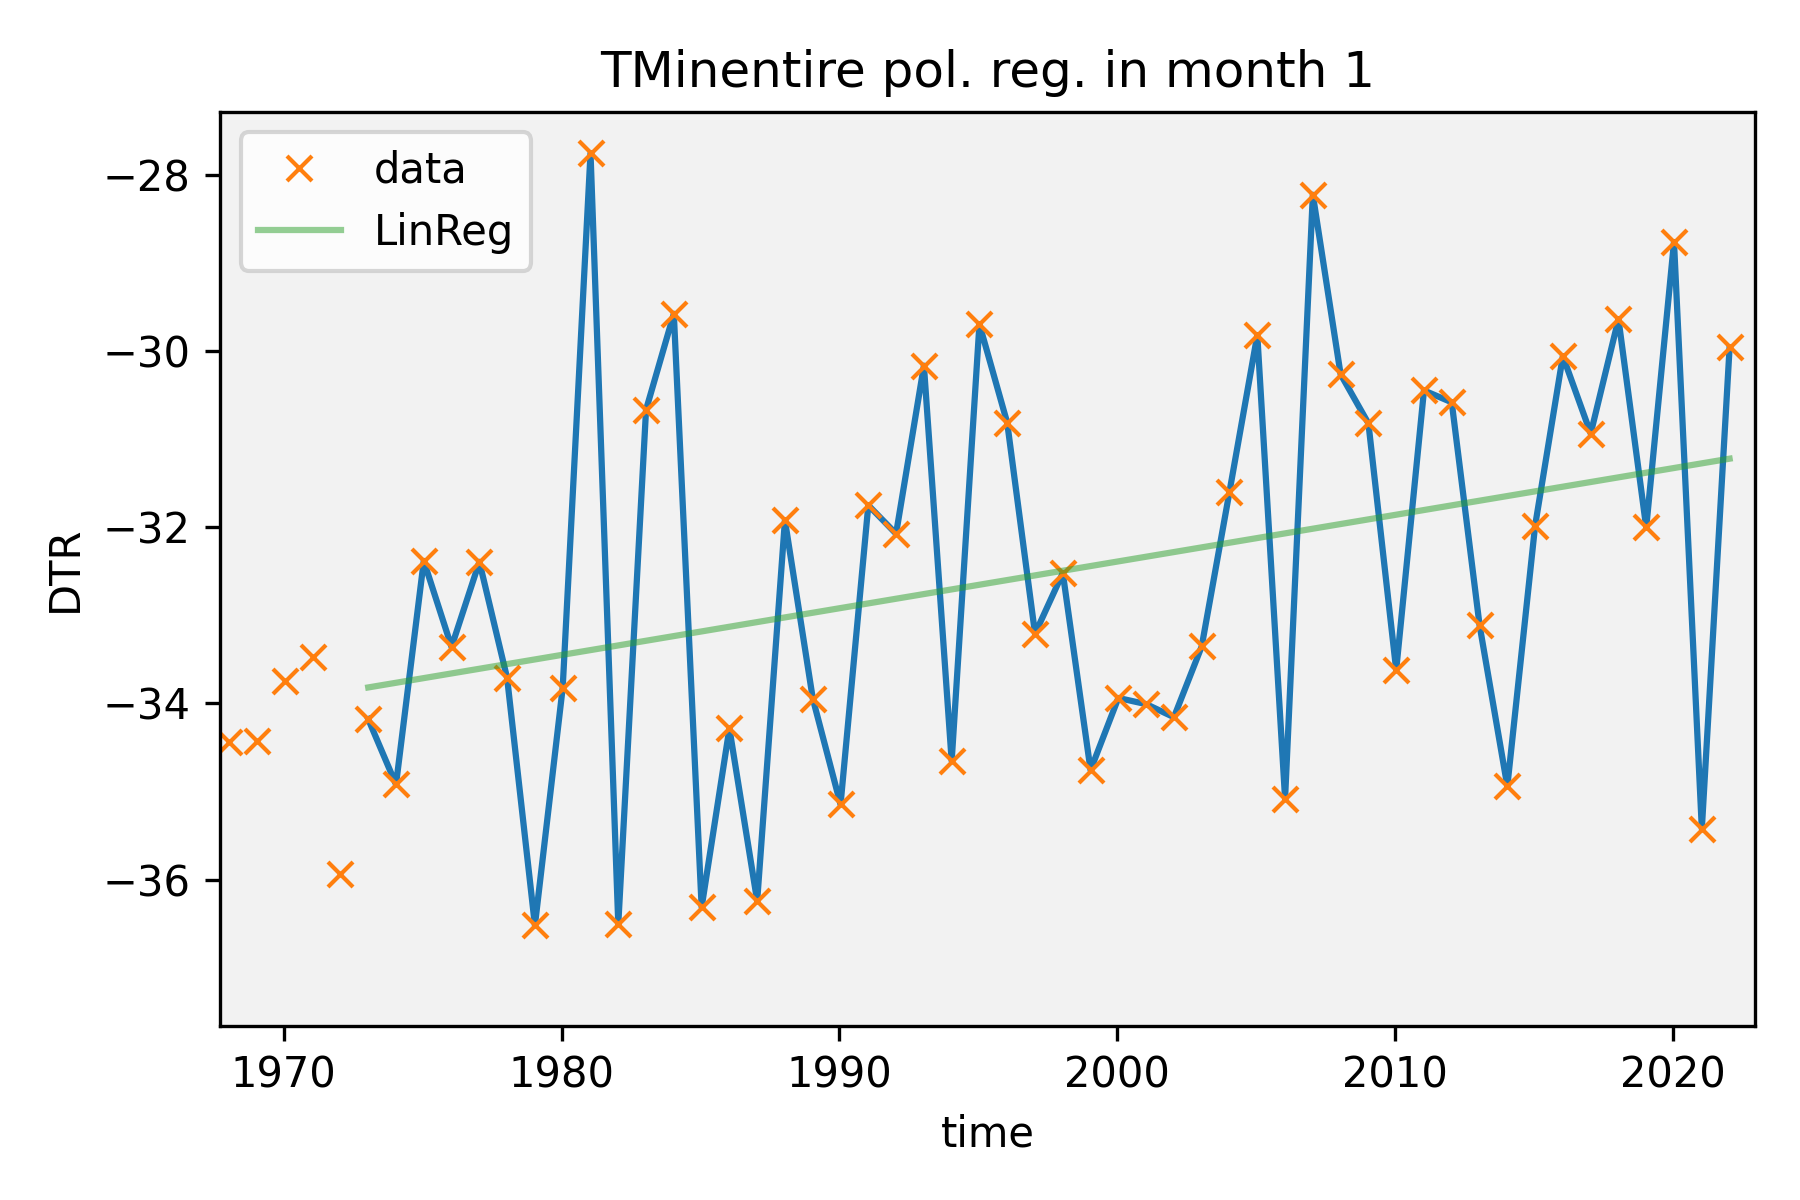 TMinentire pol. reg. in month 1
data
LinReg
−28
−30
−32
−34
−36
DTR
1970 1980 1990 2000 2010 2020
time